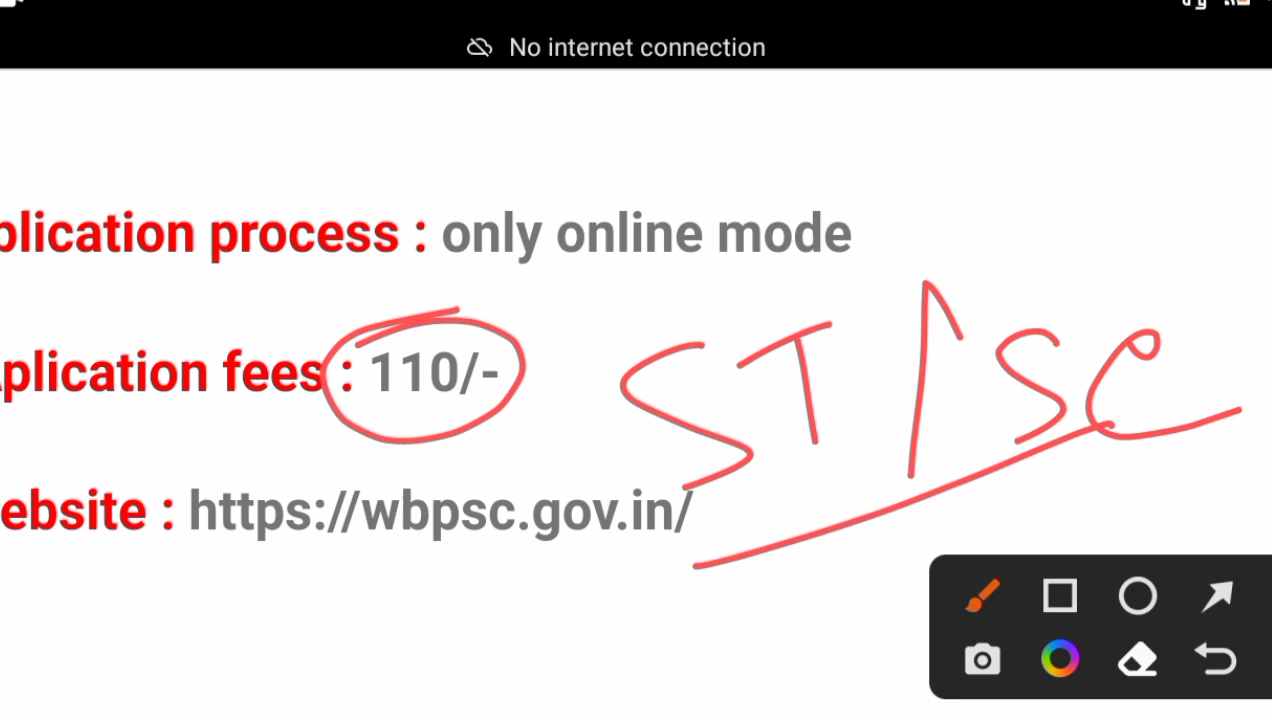 No internet connection
plication process : only online mode
plication fees : 110/-
ST/SC
ebsite : https://wbpsc.gov.in/